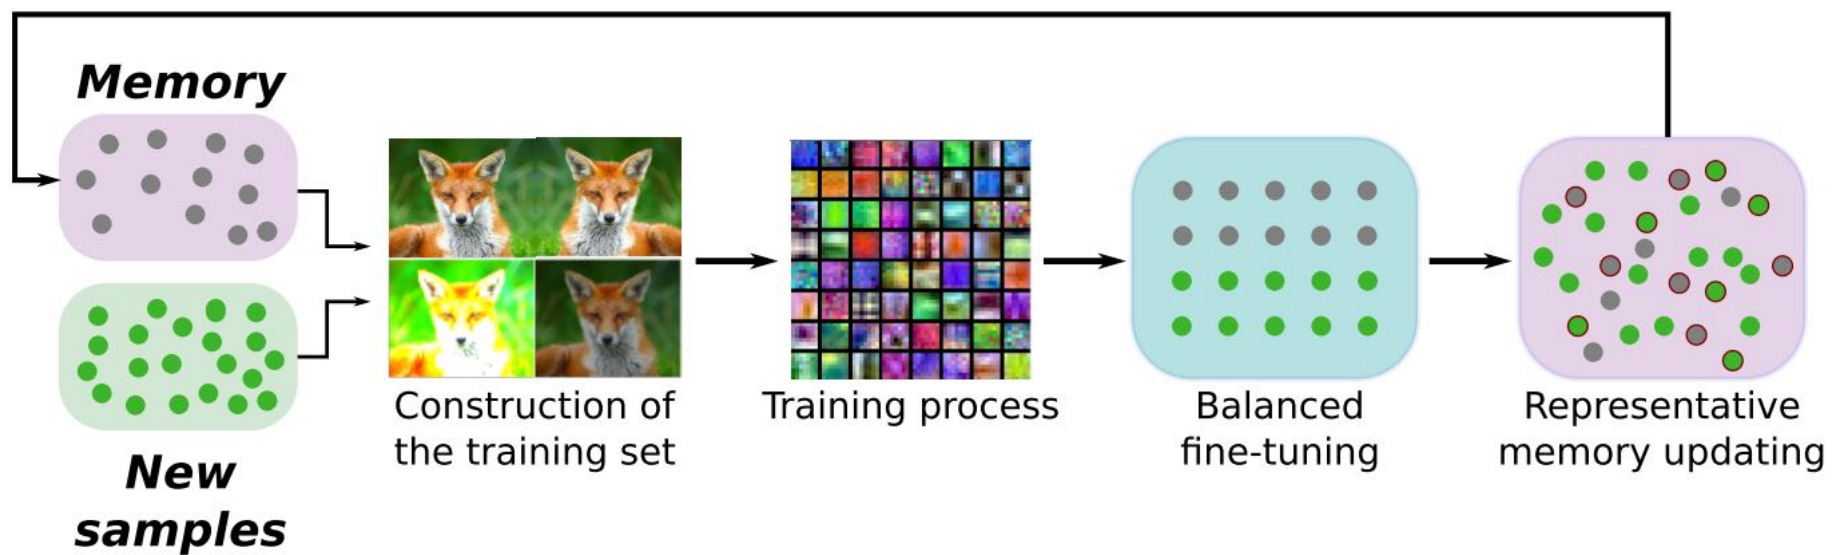 Memory
New
samples
Construction of
the training set
Training process
Balanced
fine-tuning
Representative
memory updating